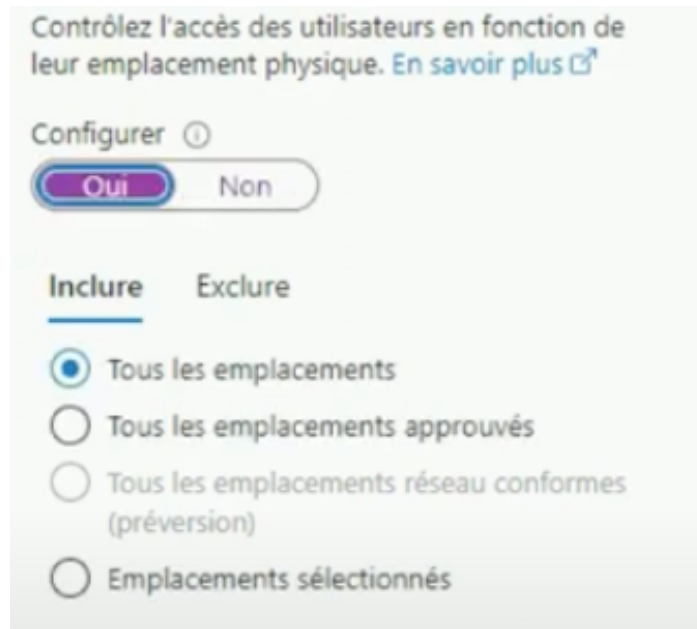 Contrôlez l'accès des utilisateurs en fonction de
leur emplacement physique. En savoir plus
Configurer
Oui Non
Inclure Exclure
Tous les emplacements
Tous les emplacements approuvés
Tous les emplacements réseau conformes
(préversion)
Emplacements sélectionnés